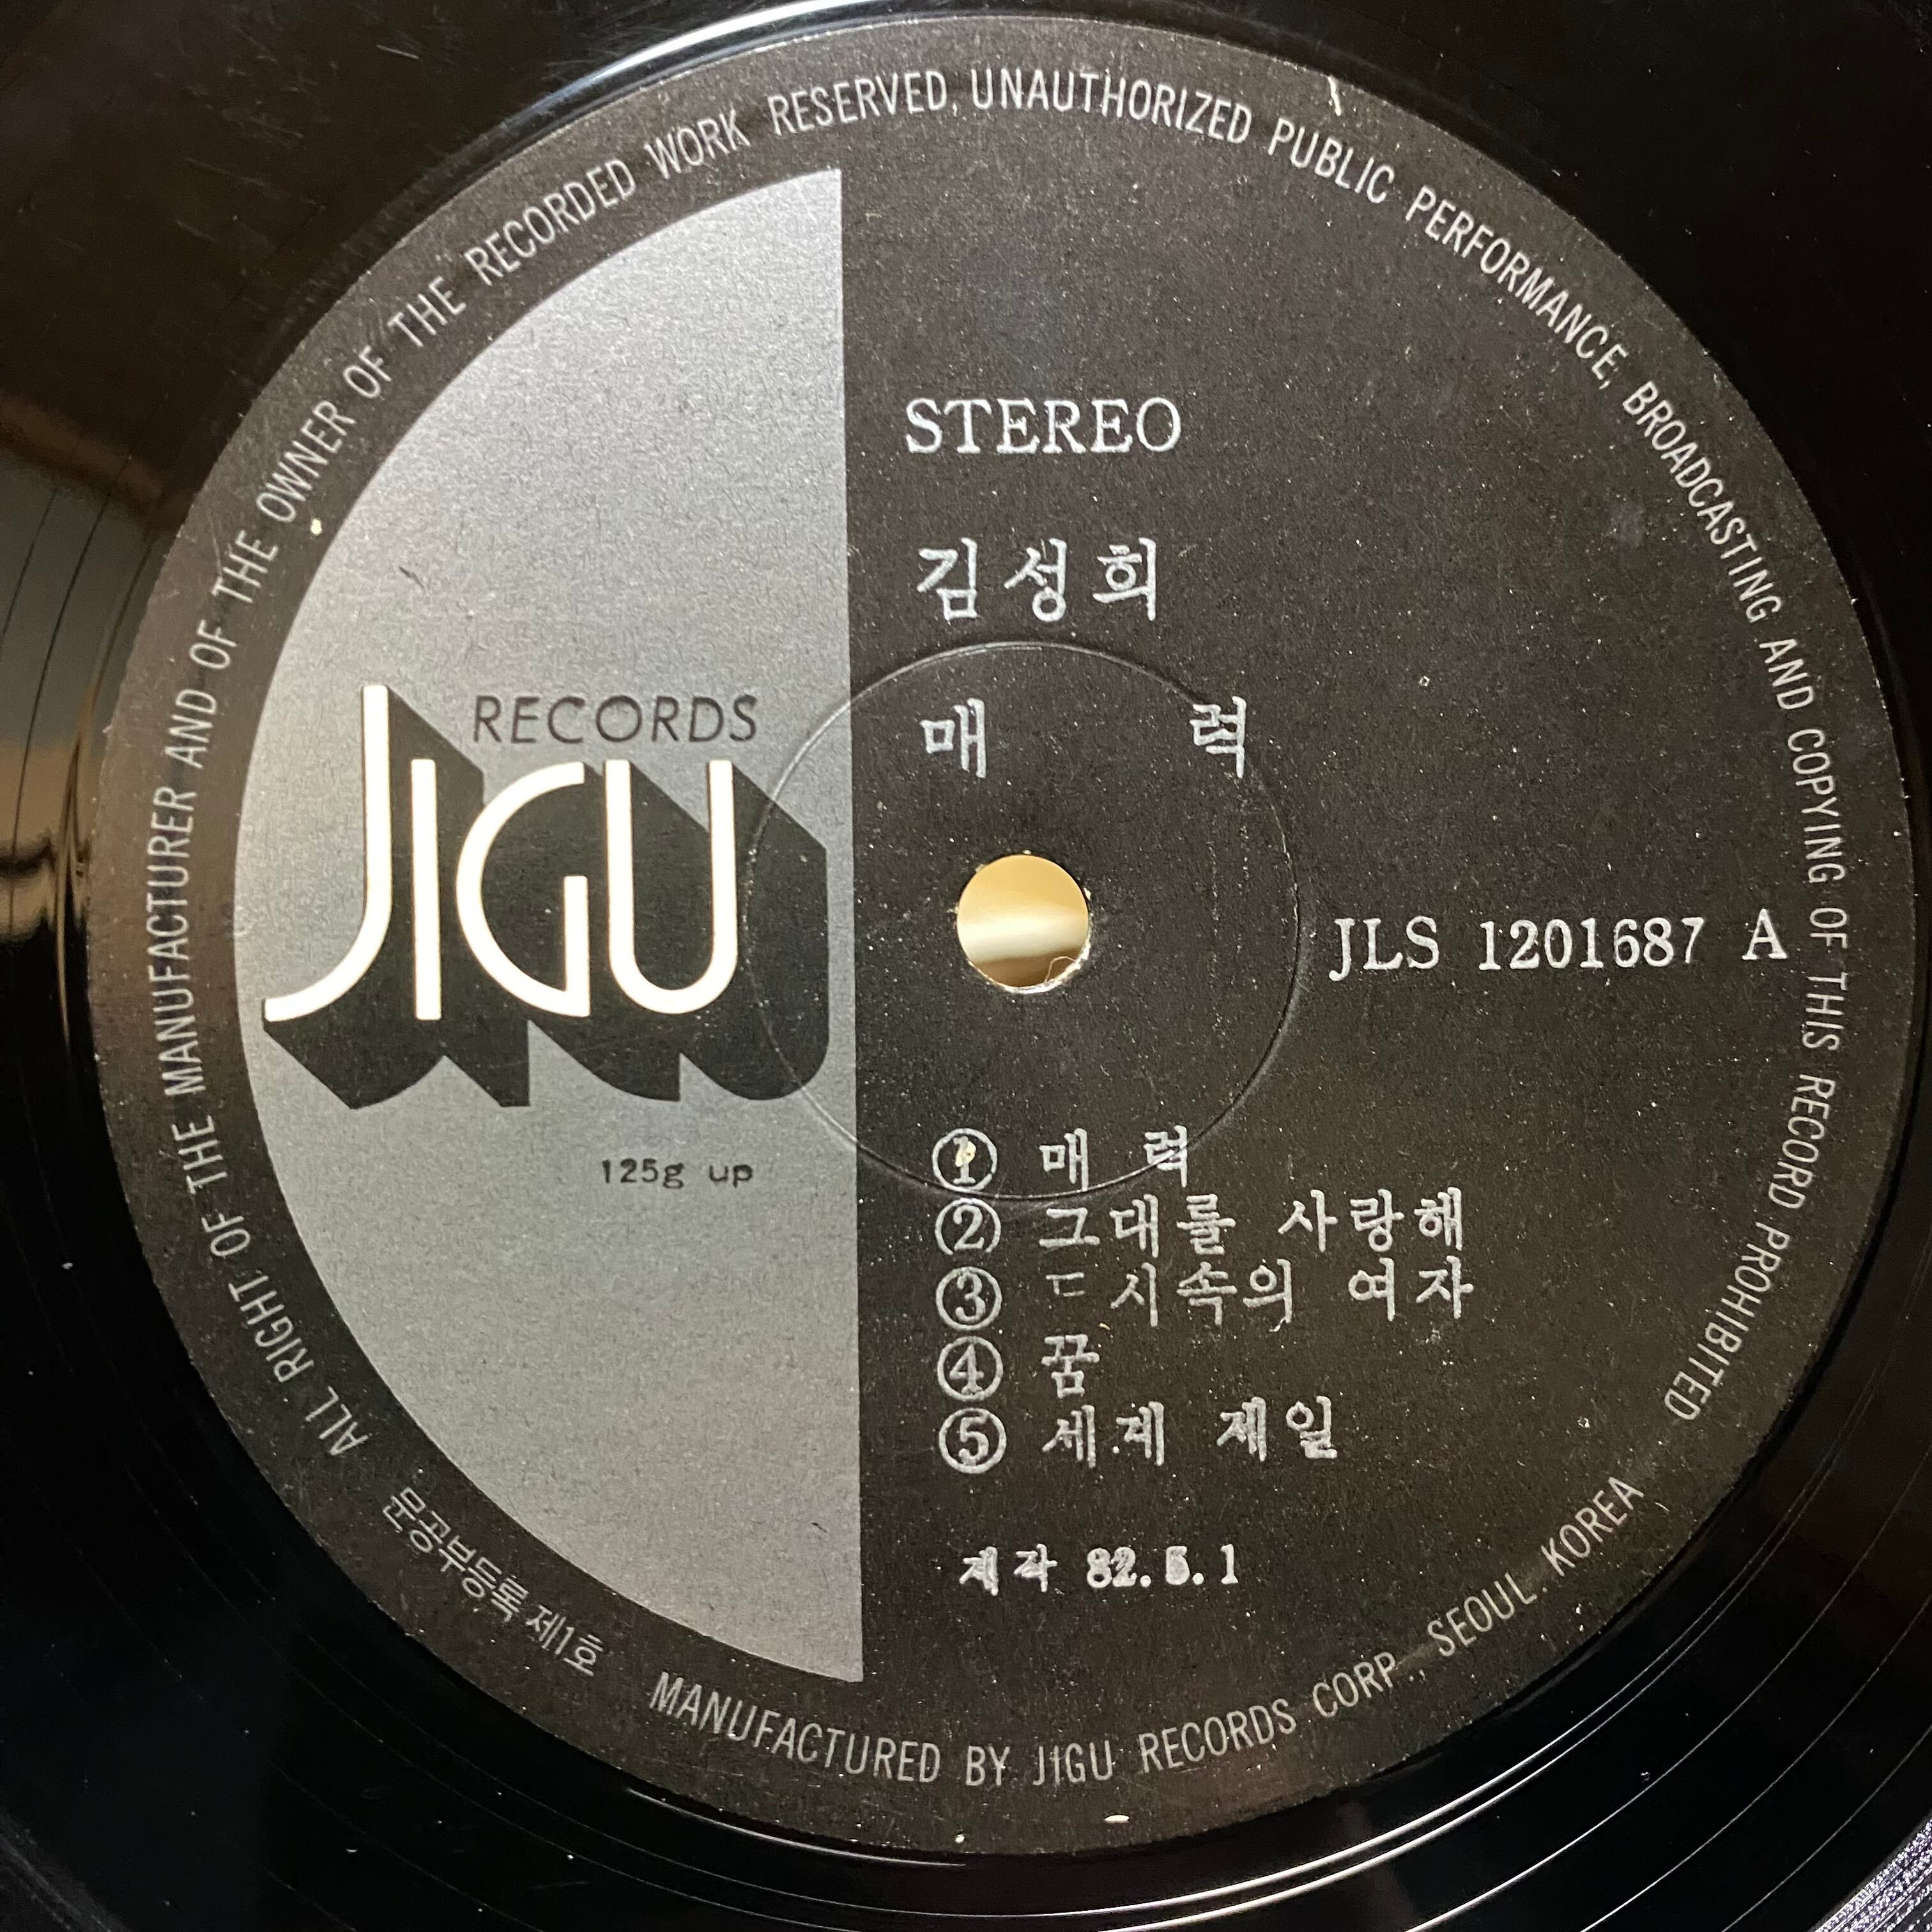 ALL RIGHT OF THE MANUFACTURER AND OF THE OWNER OF THE RECORDED WORK RESERVED, UNAUTHORIZED PUBLIC PERFORMANCE, BROADCASTING AND COPYING OF THIS RECORD PROHIBITED
STEREO
김성희
매 력
RECORDS
JIGU
JLS 1201687 A
125g up
① 매 력
② 그대를 사랑해
③ ㄷ시속의 여자
④ 꿈
⑤ 세계 제일
제작 82.5.1
문공부등록 제1호
MANUFACTURED BY JIGU RECORDS CORP., SEOUL. KOREA